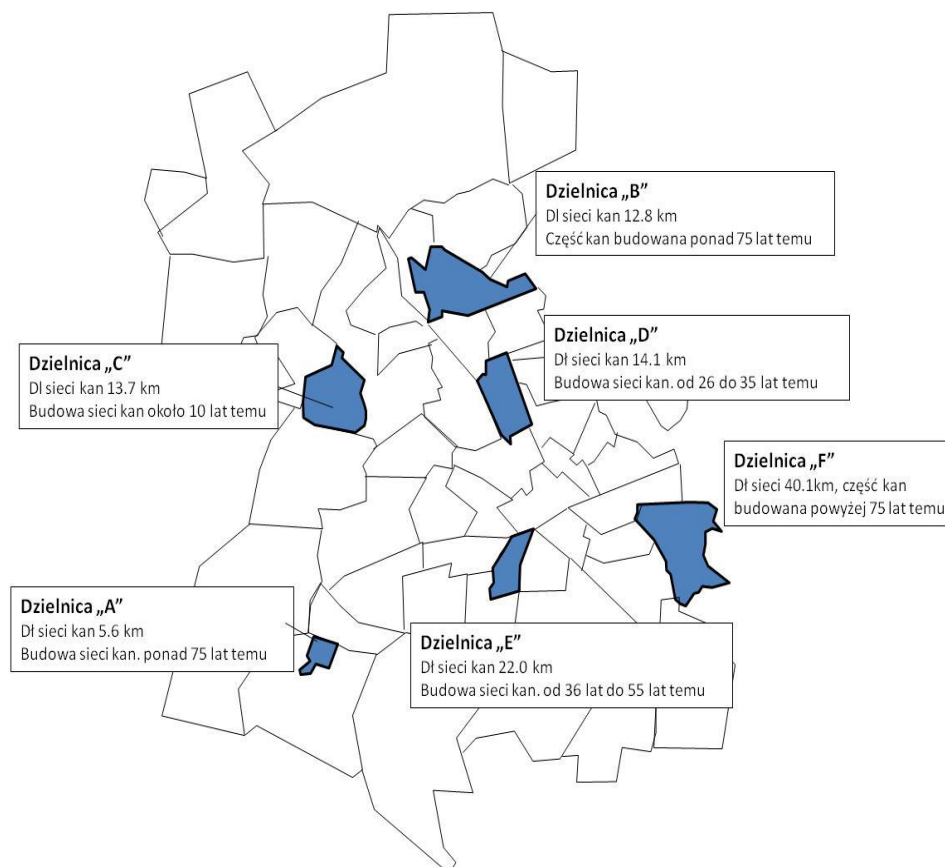 Dzielnica „B”
Dl sieci kan 12.8 km
Część kan budowana ponad 75 lat temu
Dzielnica „D”
Dł sieci kan 14.1 km
Budowa sieci kan. od 26 do 35 lat temu
Dzielnica „C”
Dl sieci kan 13.7 km
Budowa sieci kan około 10 lat temu
Dzielnica „F”
Dł sieci 40.1km, część kan
budowana powyżej 75 lat temu
Dzielnica „A”
Dł sieci kan 5.6 km
Budowa sieci kan. ponad 75 lat temu
Dzielnica „E”
Dł sieci kan 22.0 km
Budowa sieci kan. od 36 lat do 55 lat temu